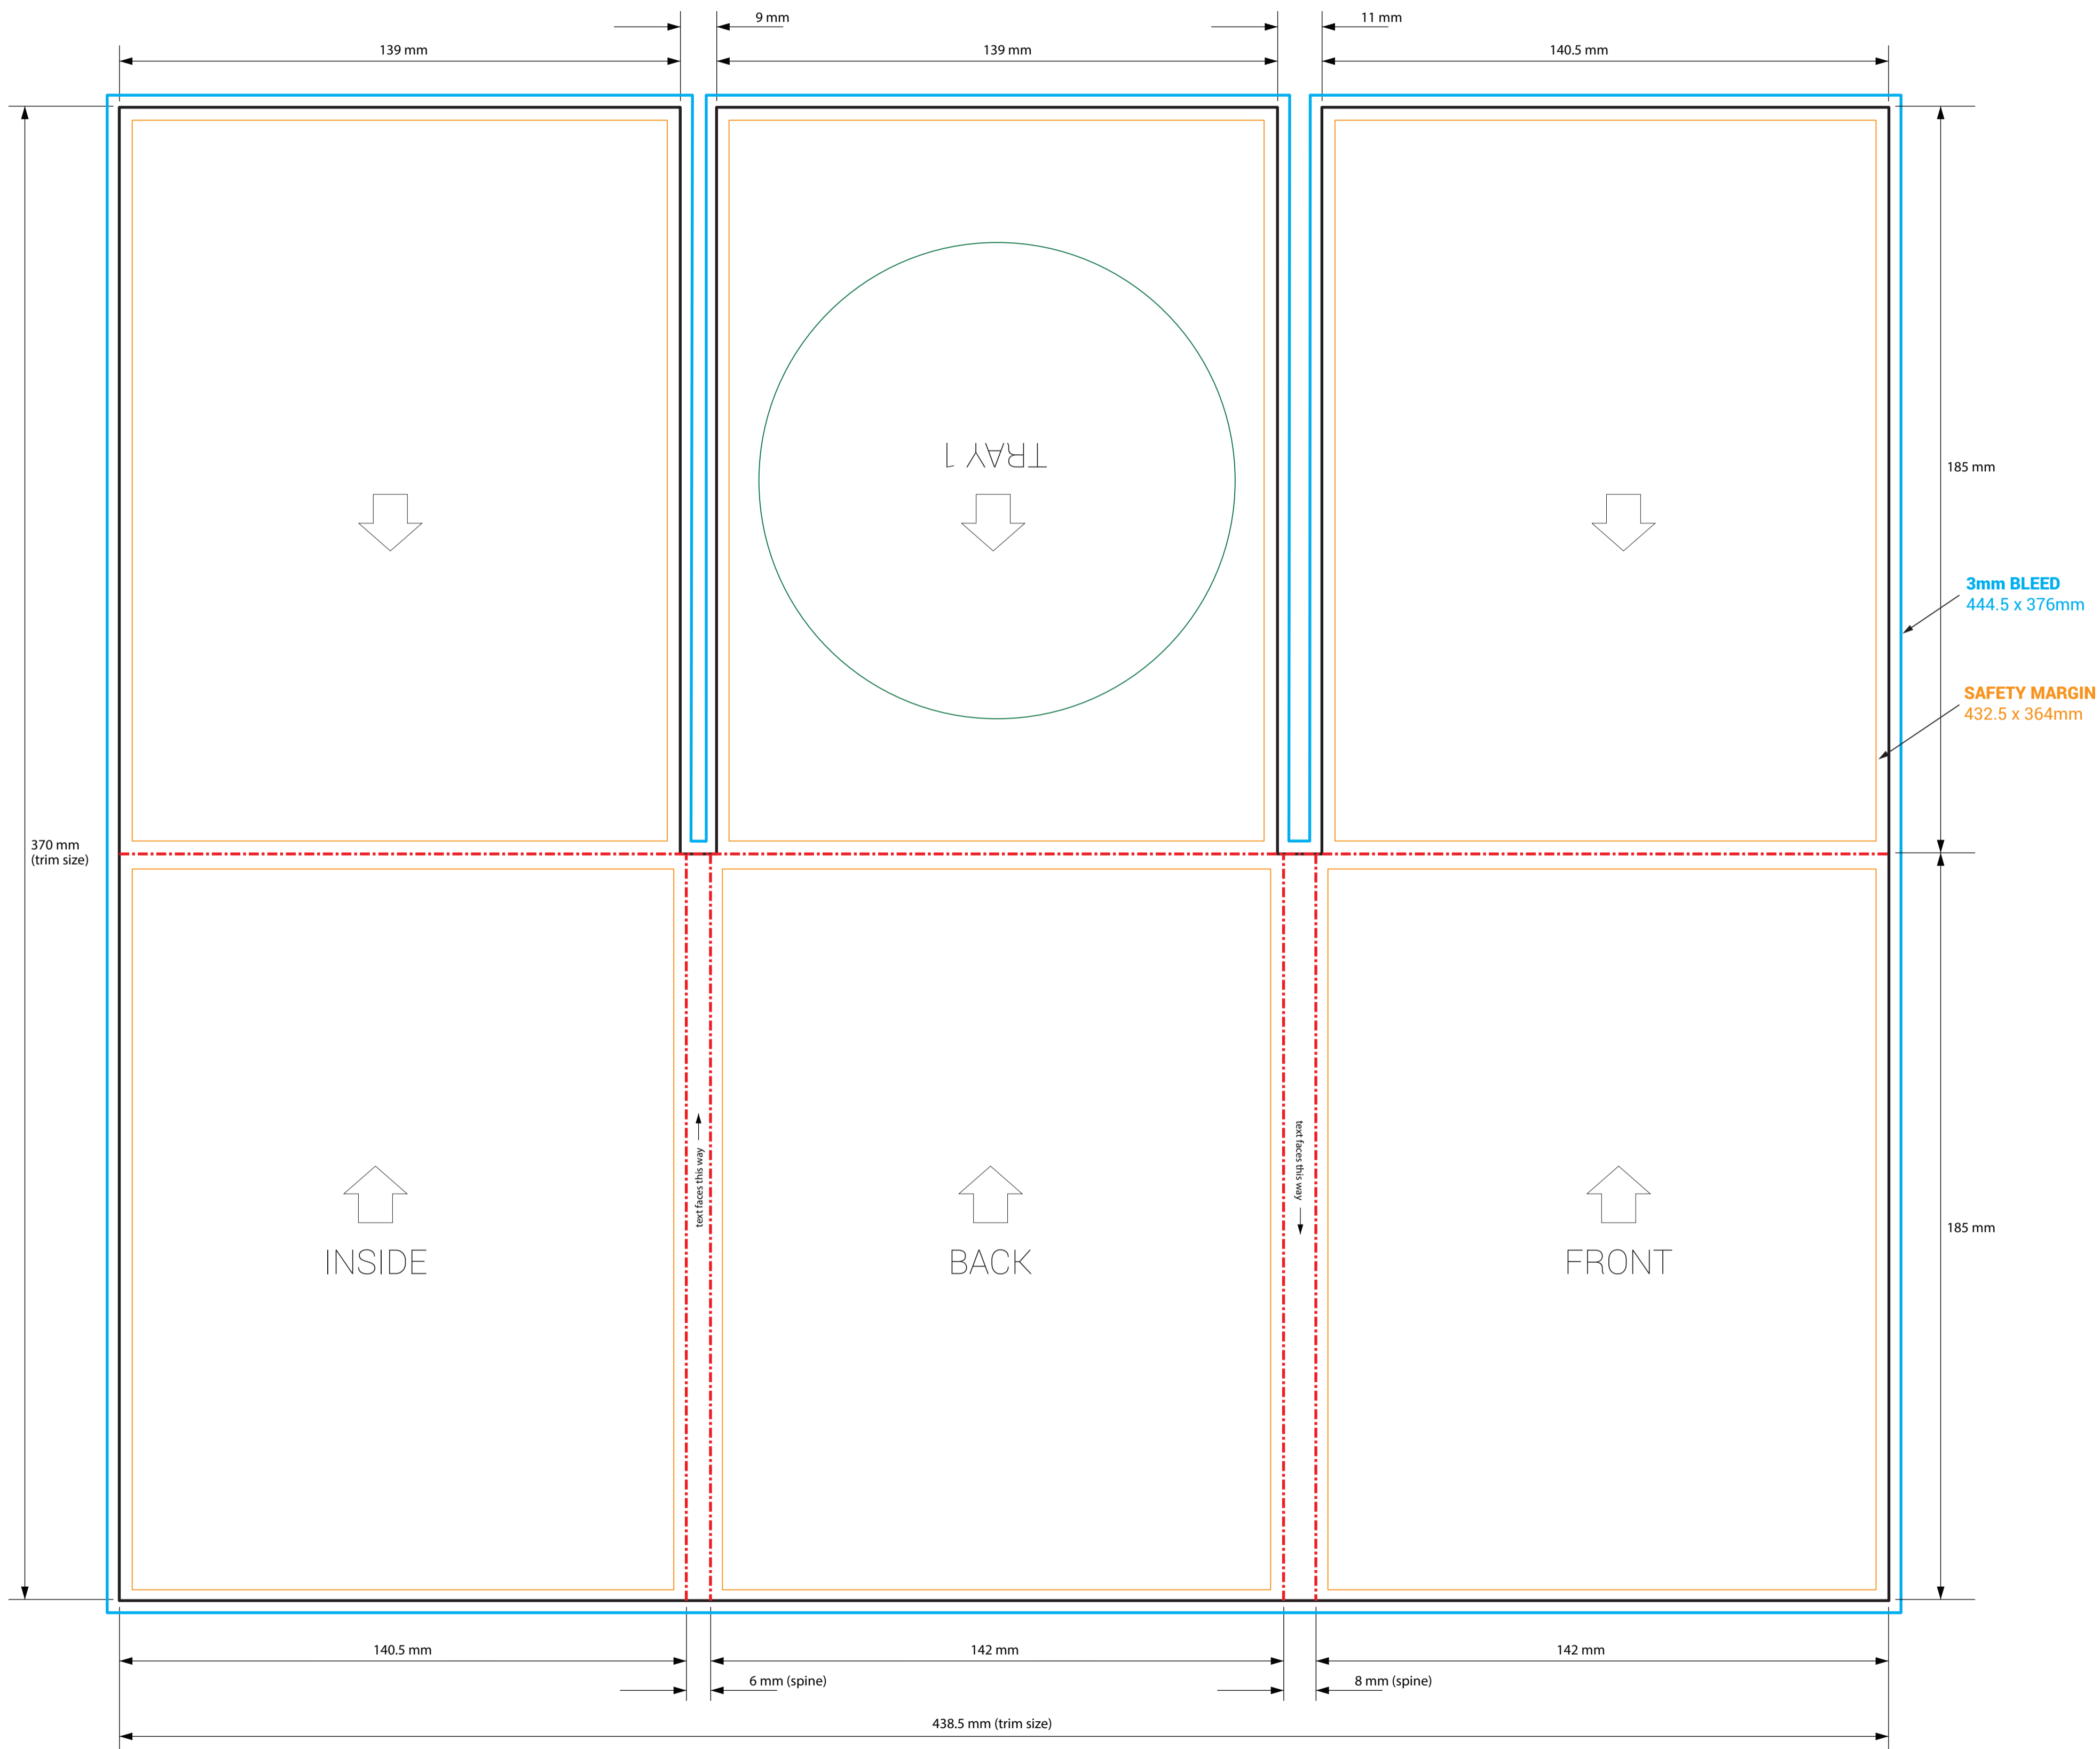 9 mm
11 mm
139 mm
139 mm
140.5 mm
TRAY 1
185 mm
3mm BLEED
444.5 x 376mm
SAFETY MARGIN
432.5 x 364mm
370 mm
(trim size)
text faces this way
text faces this way
185 mm
INSIDE
BACK
FRONT
140.5 mm
142 mm
142 mm
6 mm (spine)
8 mm (spine)
438.5 mm (trim size)